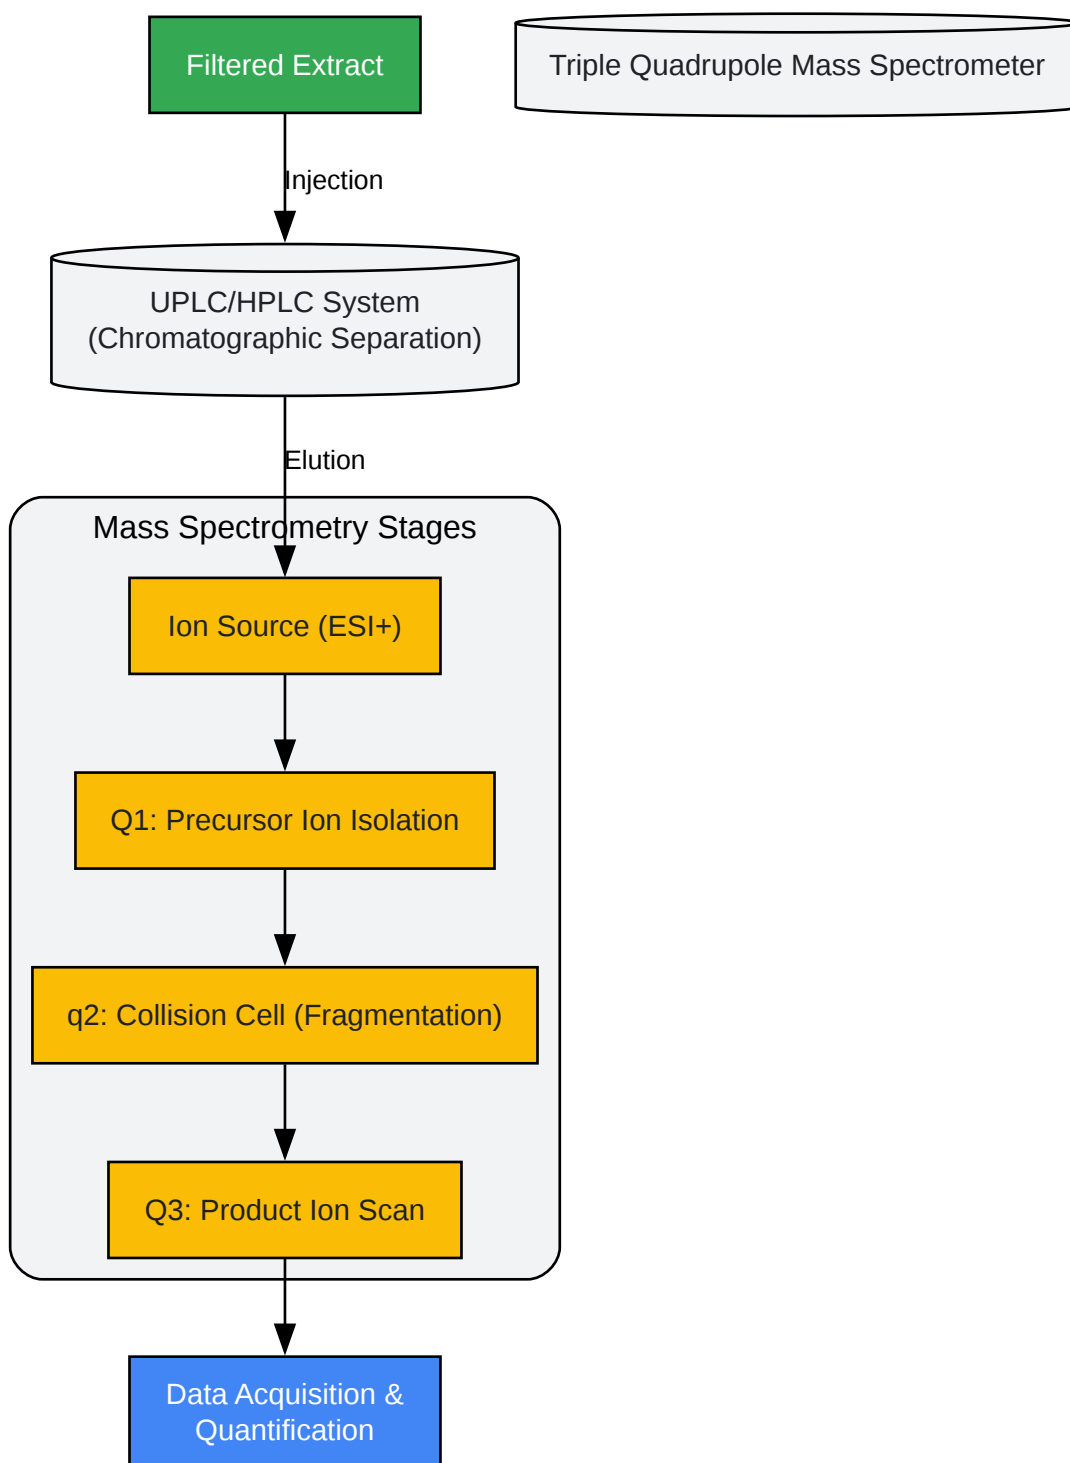 Filtered Extract
Triple Quadrupole Mass Spectrometer
Injection
UPLC/HPLC System
(Chromatographic Separation)
Elution
Mass Spectrometry Stages
Ion Source (ESI+)
Q1: Precursor Ion Isolation
q2: Collision Cell (Fragmentation)
Q3: Product Ion Scan
Data Acquisition &
Quantification